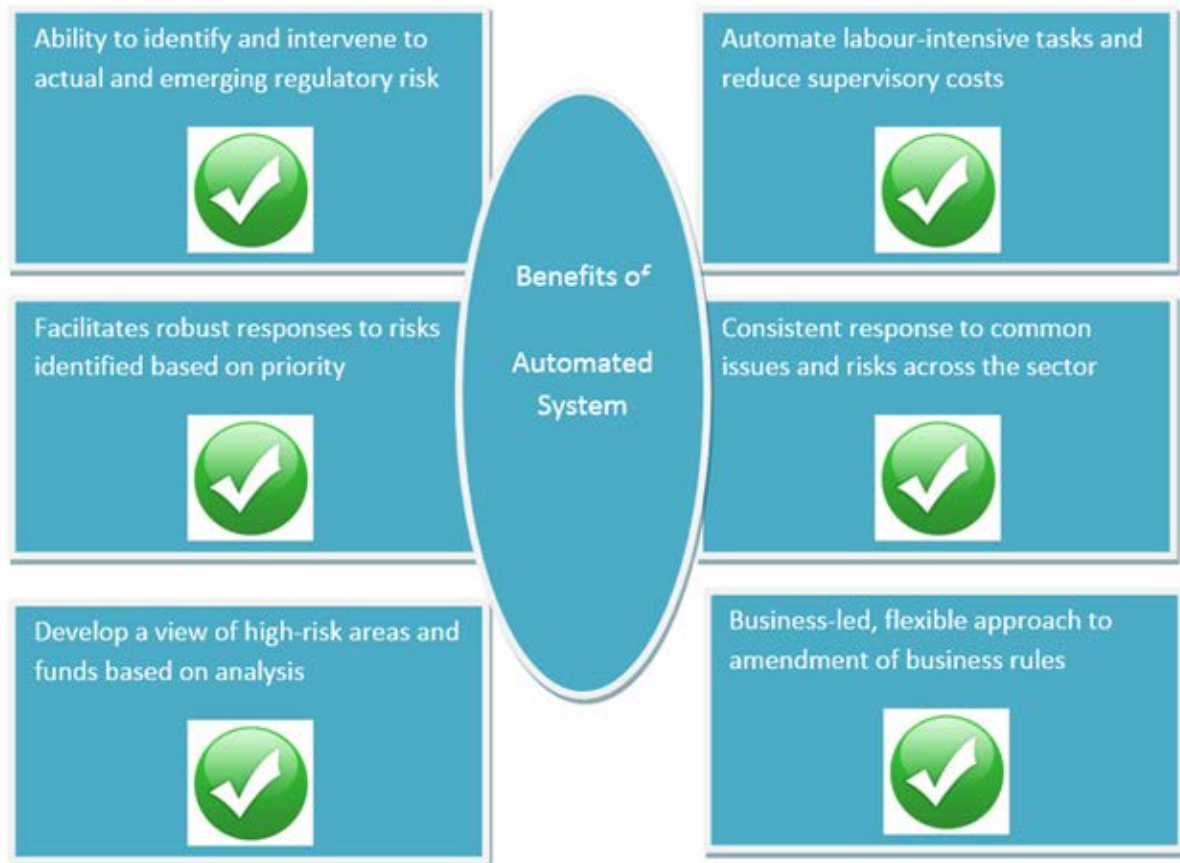 Ability to identify and intervene to
actual and emerging regulatory risk
Automate labour-intensive tasks and
reduce supervisory costs
Benefits of
Automated
System
Facilitates robust responses to risks
identified based on priority
Consistent response to common
issues and risks across the sector
Develop a view of high-risk areas and
funds based on analysis
Business-led, flexible approach to
amendment of business rules